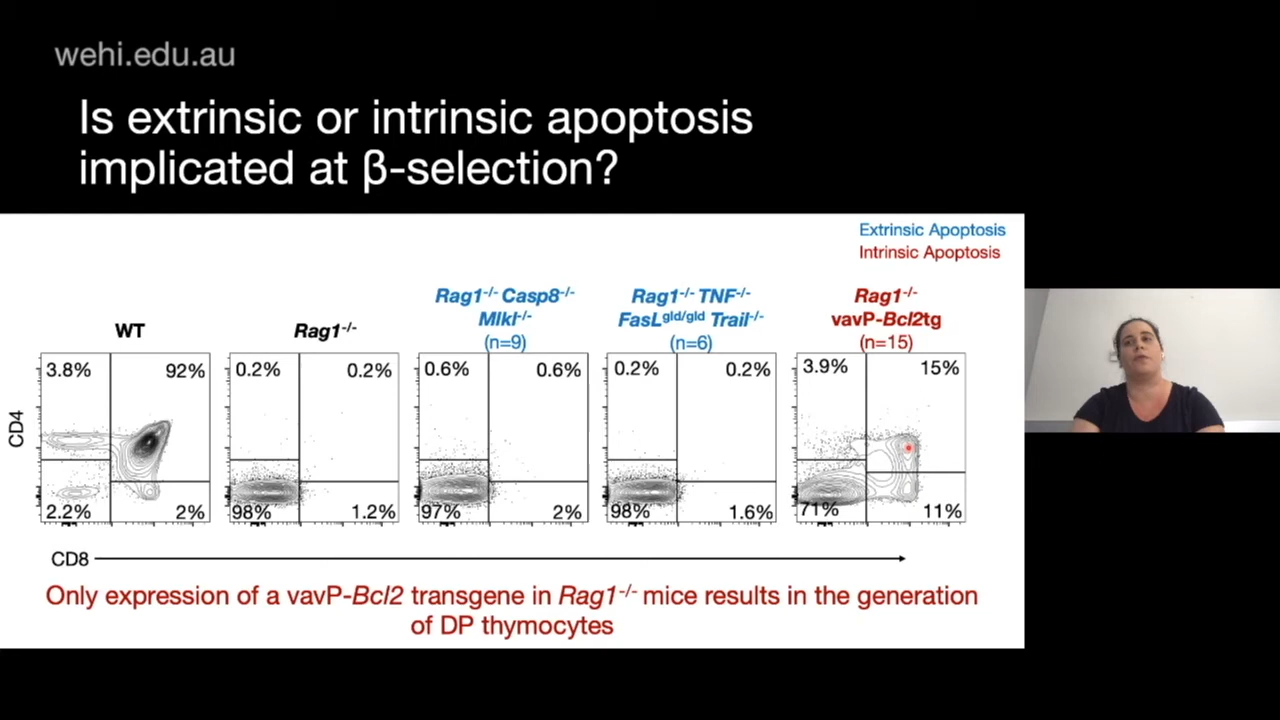 wehi.edu.au
Is extrinsic or intrinsic apoptosis
implicated at β-selection?
Extrinsic Apoptosis
Intrinsic Apoptosis
WT
Rag1-/-
Rag1-/- Casp8-/-
Mlkl-/-
(n=9)
Rag1-/- TNF-/-
FasLgld/gld Trail-/-
(n=6)
Rag1-/-
vavP-Bcl2tg
(n=15)
3.8% 92%
0.2% 0.2%
0.6% 0.6%
0.2% 0.2%
3.9% 15%
CD4
2.2% 2%
98% 1.2%
97% 2%
98% 1.6%
71% 11%
CD8
Only expression of a vavP-Bcl2 transgene in Rag1-/- mice results in the generation
of DP thymocytes